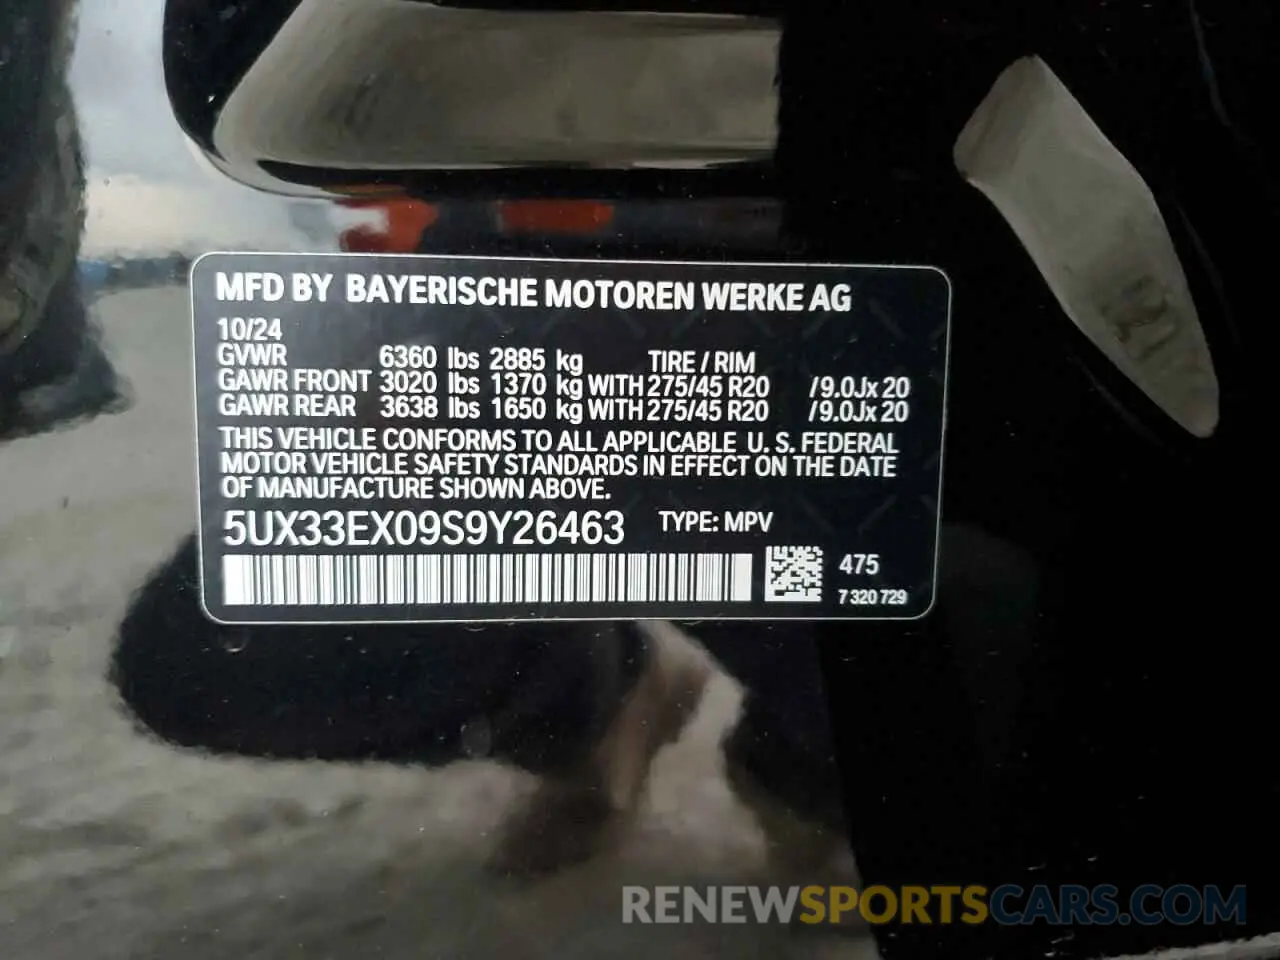 MFD BY BAYERISCHE MOTOREN WERKE AG
10/24
GVWR 6360 lbs 2885 kg TIRE / RIM
GAWR FRONT 3020 lbs 1370 kg WITH 275/45 R20 /9.0Jx 20
GAWR REAR 3638 lbs 1650 kg WITH 275/45 R20 /9.0Jx 20
THIS VEHICLE CONFORMS TO ALL APPLICABLE U. S. FEDERAL
MOTOR VEHICLE SAFETY STANDARDS IN EFFECT ON THE DATE
OF MANUFACTURE SHOWN ABOVE.
5UX33EX09S9Y26463 TYPE: MPV
475
7 320 729
RENEWSPORTSCARS.COM